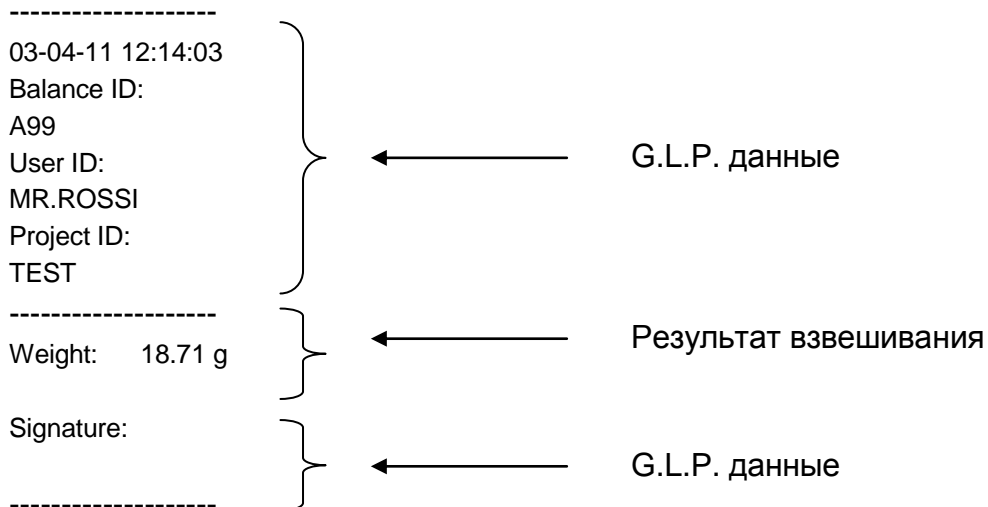 --------------------
03-04-11 12:14:03
Balance ID:
A99
User ID:
MR.ROSSI
Project ID:
TEST
G.L.P. данные
--------------------
Weight: 18.71 g
Результат взвешивания
Signature:
G.L.P. данные
--------------------